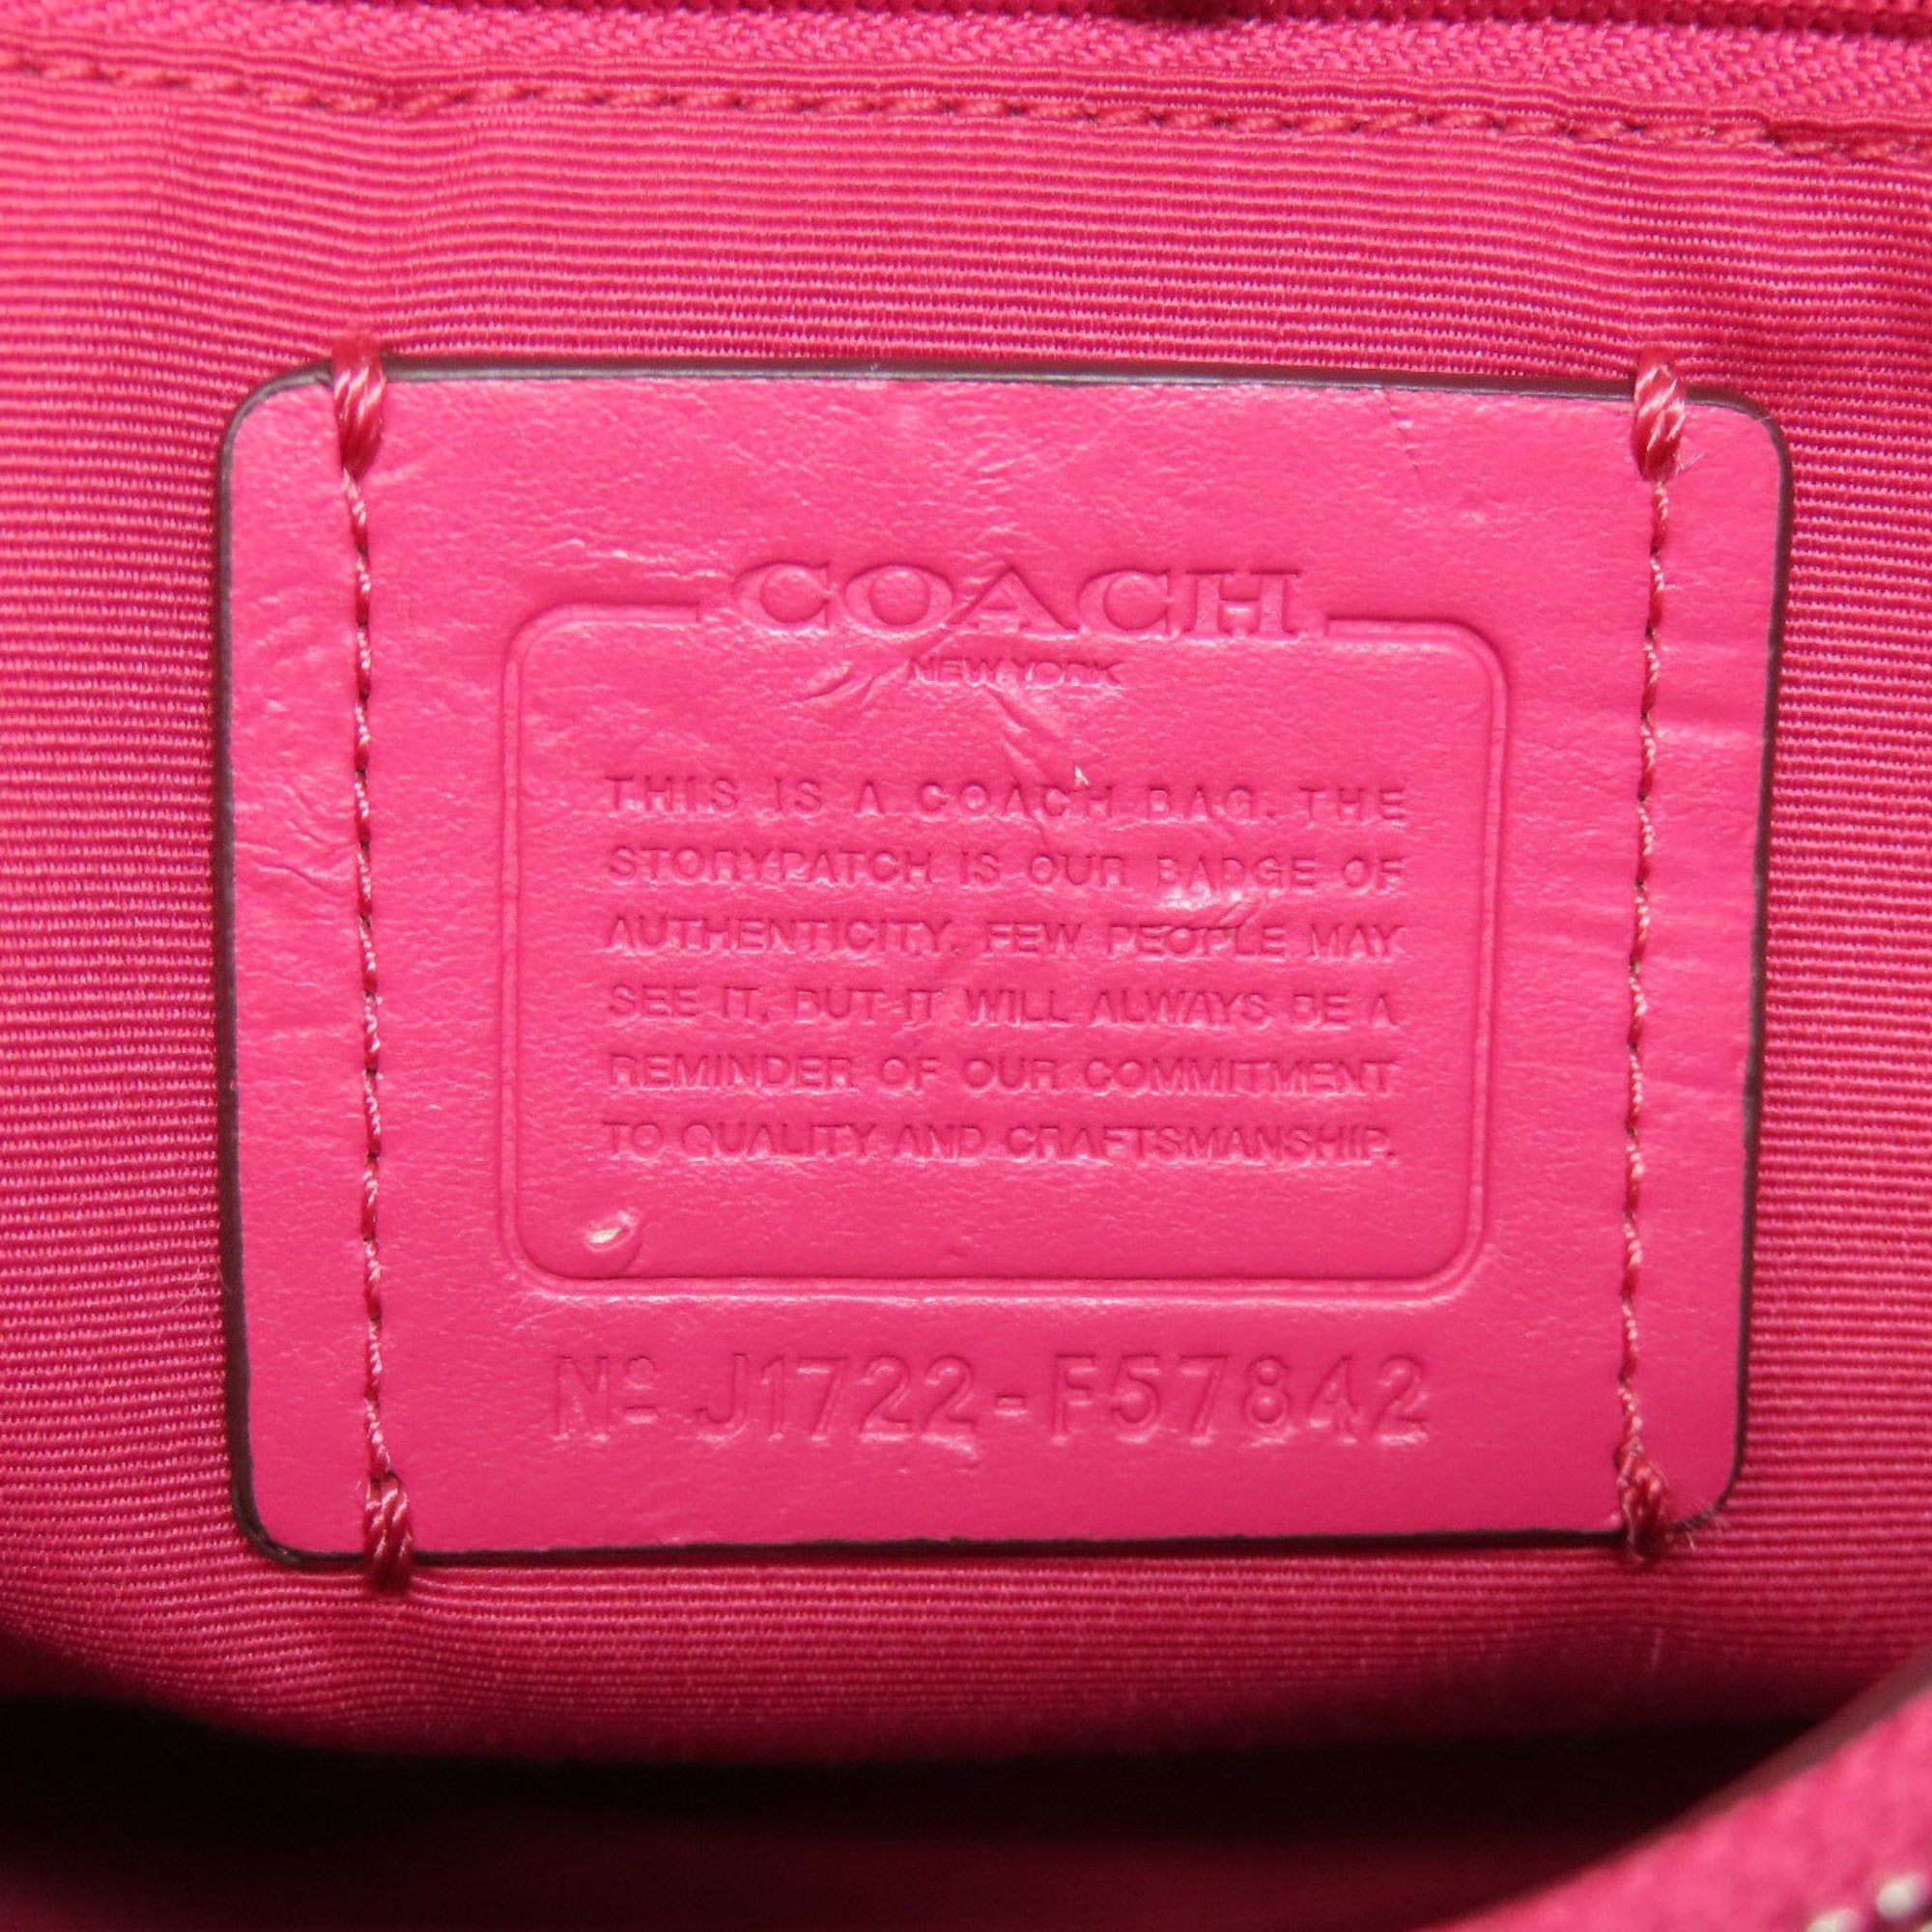 COACH
NEW YORK
THIS IS A COACH BAG. THE
STORYPATCH IS OUR BADGE OF
AUTHENTICITY. FEW PEOPLE MAY
SEE IT, BUT IT WILL ALWAYS BE A
REMINDER OF OUR COMMITMENT
TO QUALITY AND CRAFTSMANSHIP.
Nº J1722-F57842